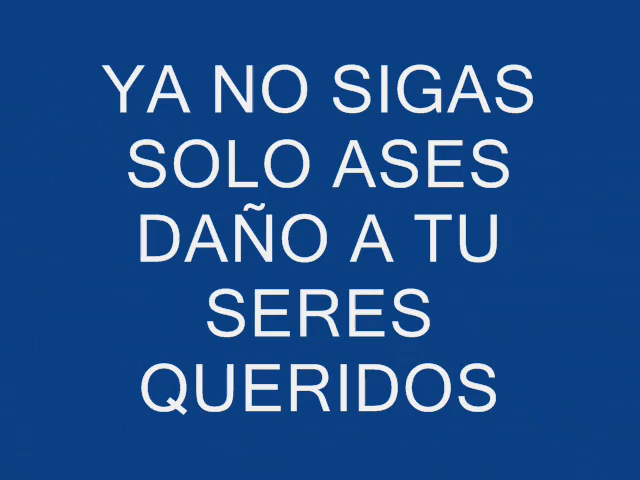 YA NO SIGAS
SOLO ASES
DAÑO A TU
SERES
QUERIDOS